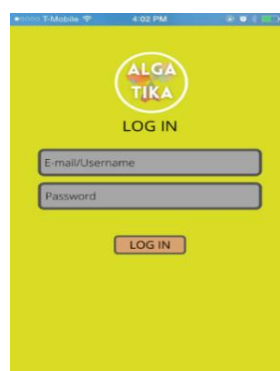 T-Mobile 4:02 PM
ALGA
TIKA
LOG IN
E-mail/Username
Password
LOG IN